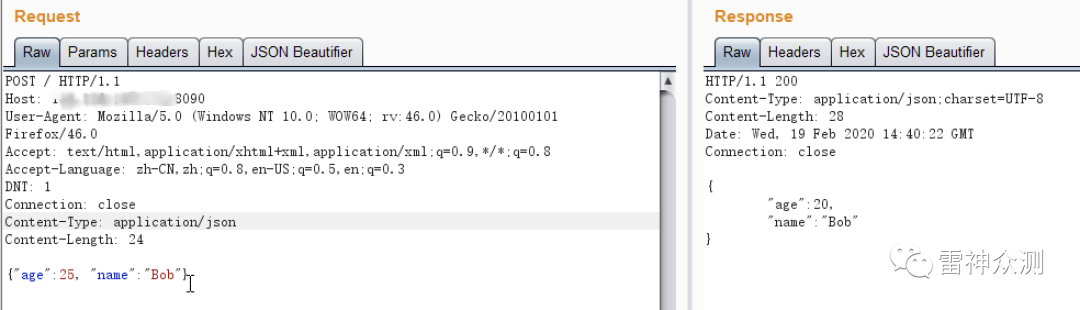 Request
Raw Params Headers Hex JSON Beautifier
POST / HTTP/1.1
Host: 8090
User-Agent: Mozilla/5.0 (Windows NT 10.0; WOW64; rv:46.0) Gecko/20100101
Firefox/46.0
Accept: text/html,application/xhtml+xml,application/xml;q=0.9,*/*;q=0.8
Accept-Language: zh-CN,zh;q=0.8,en-US;q=0.5,en;q=0.3
DNT: 1
Connection: close
Content-Type: application/json
Content-Length: 24
{"age":25, "name":"Bob"}
Response
Raw Headers Hex JSON Beautifier
HTTP/1.1 200
Content-Type: application/json;charset=UTF-8
Content-Length: 28
Date: Wed, 19 Feb 2020 14:40:22 GMT
Connection: close
{
"age":20,
"name":"Bob"
}
雷神众测